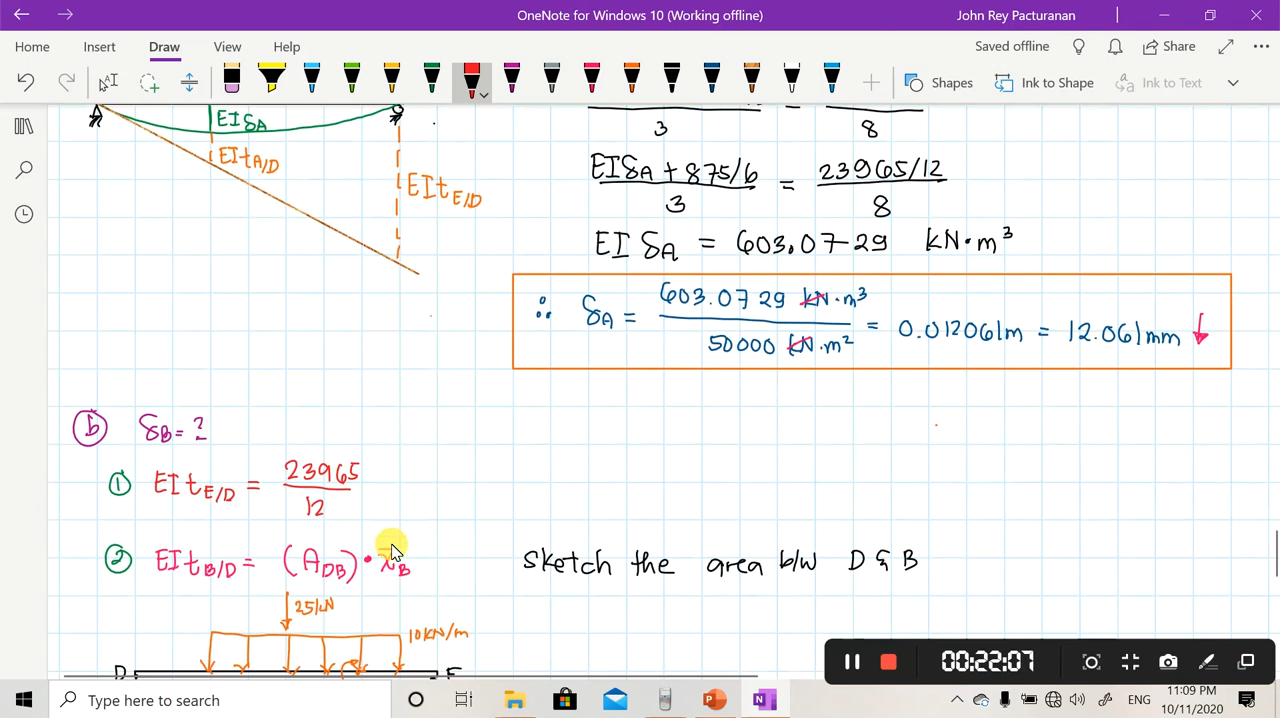 OneNote for Windows 10 (Working offline)
John Rey Pacturanan
Home Insert Draw View Help
Saved offline Share
Shapes Ink to Shape Ink to Text
EIδA
EItA/D
EItE/D
3 = 8
EIδA + 875/6 / 3 = 23965/12 / 8
EIδA = 603.0729 kN·m³
∴ δA = 603.0729 kN·m³ / 50000 kN·m² = 0.012061m = 12.061mm ↓
b δB = ?
1 EItE/D = 23965 / 12
2 EItB/D = (ADB) · x̄B
Sketch the area b/w D & B
25kN
10KN/m
D E
00:22:07
Type here to search
ENG
11:09 PM
10/11/2020